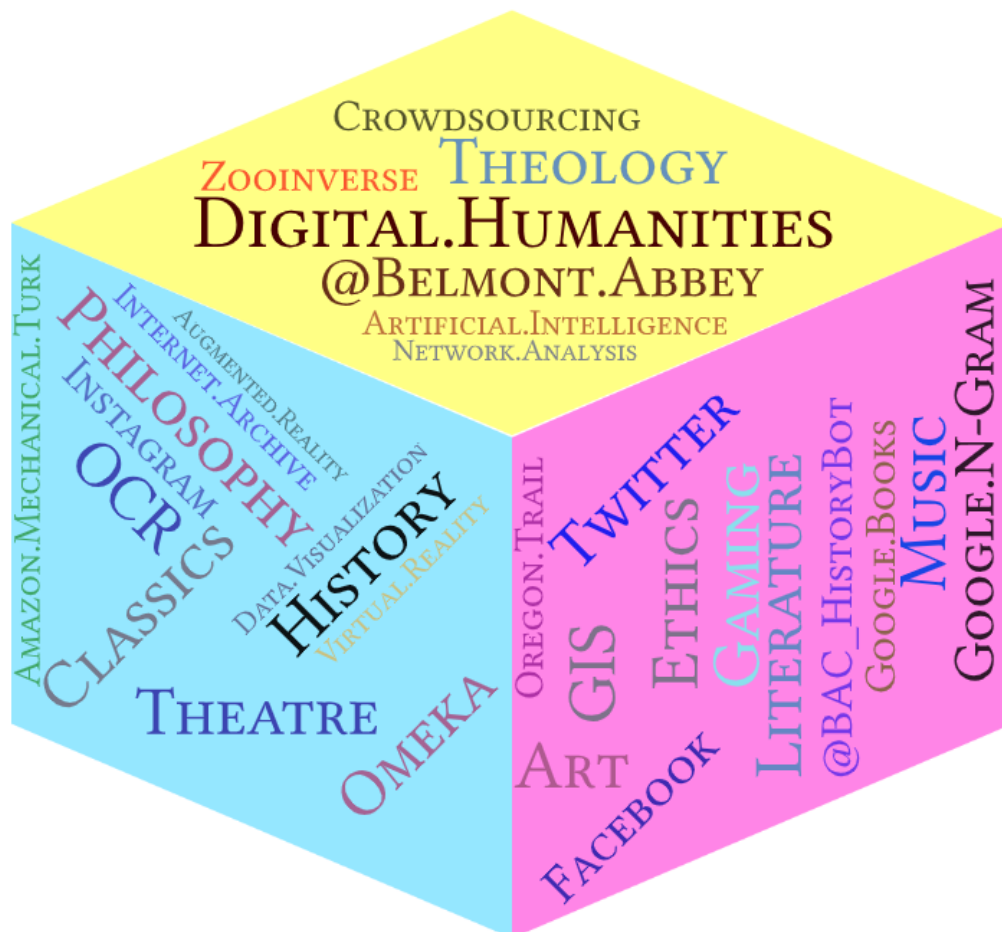 Crowdsourcing
Theology
Zooinverse
Digital.Humanities
@Belmont.Abbey
Artificial.Intelligence
Network.Analysis
Amazon.Mechanical.Turk
Augmented.Reality
Internet.Archive
Philosophy
Instagram
OCR
Classics
Data.Visualization
History
Virtual.Reality
Theatre
Omeka
Twitter
Oregon.Trail
GIS
Ethics
Gaming
Literature
@BAC_HistoryBot
Google.Books
Music
Google.N-Gram
Art
Facebook